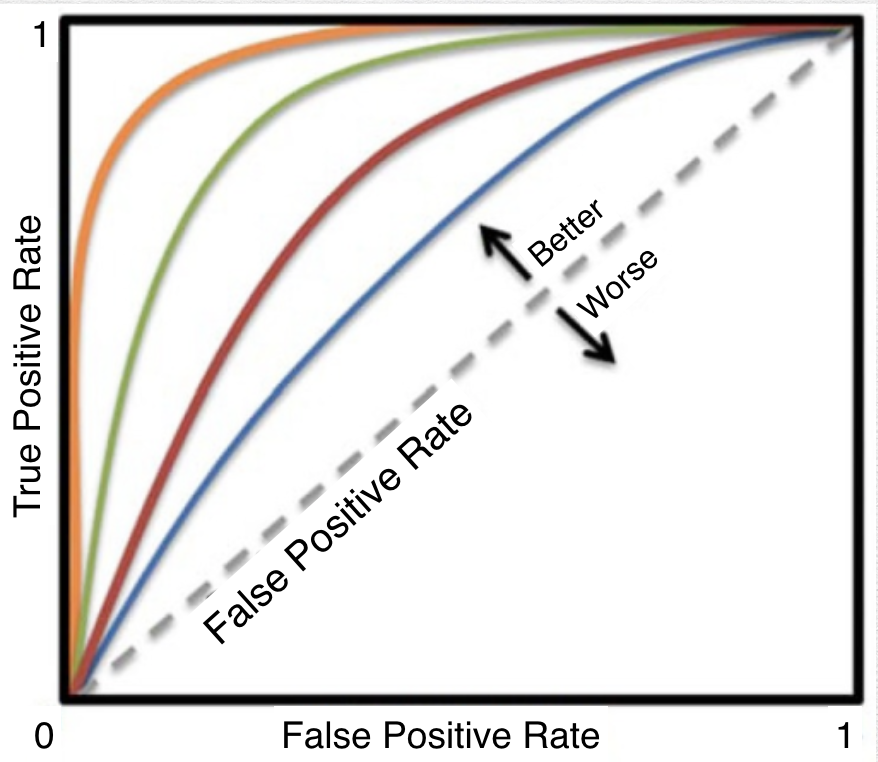 1
True Positive Rate
Better
Worse
False Positive Rate
0
False Positive Rate
1